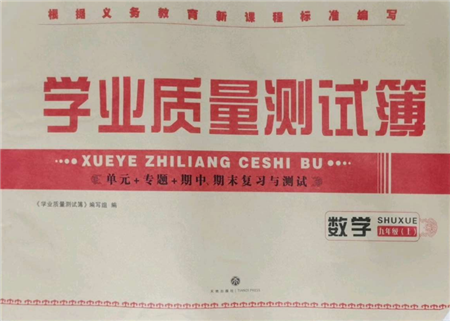 根据义务教育新课程标准编写
学业质量测试簿
XUEYE ZHILIANG CESHI BU
单元+专题+期中、期末复习与测试
《学业质量测试薄》编写组 编
数学 SHUXUE
九年级(上)